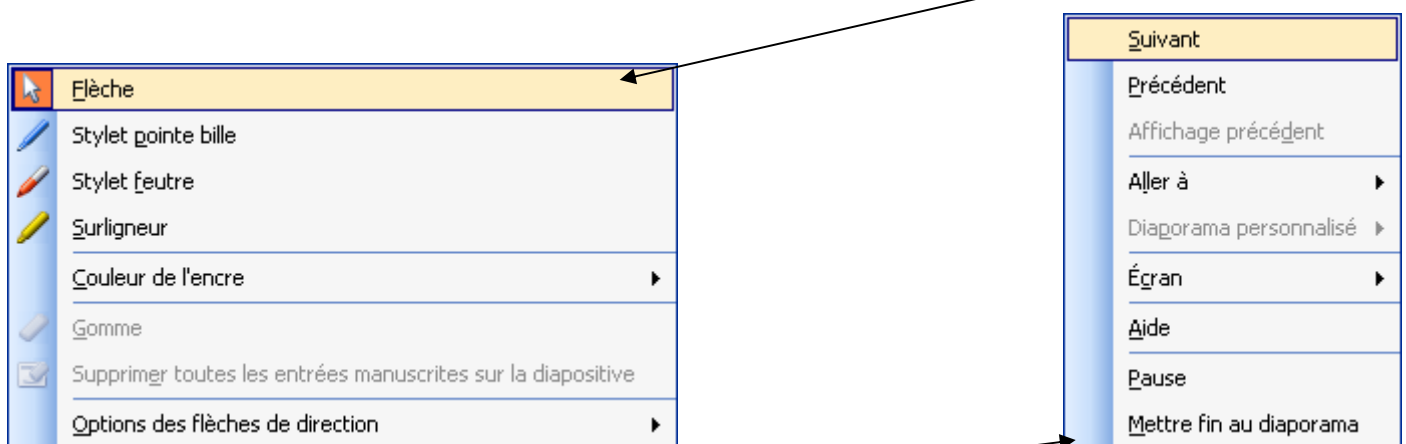 Flèche
Stylet pointe bille
Stylet feutre
Surligneur
Couleur de l'encre
Gomme
Supprimer toutes les entrées manuscrites sur la diapositive
Options des flèches de direction
Suivant
Précédent
Affichage précédent
Aller à
Diaporama personnalisé
Écran
Aide
Pause
Mettre fin au diaporama